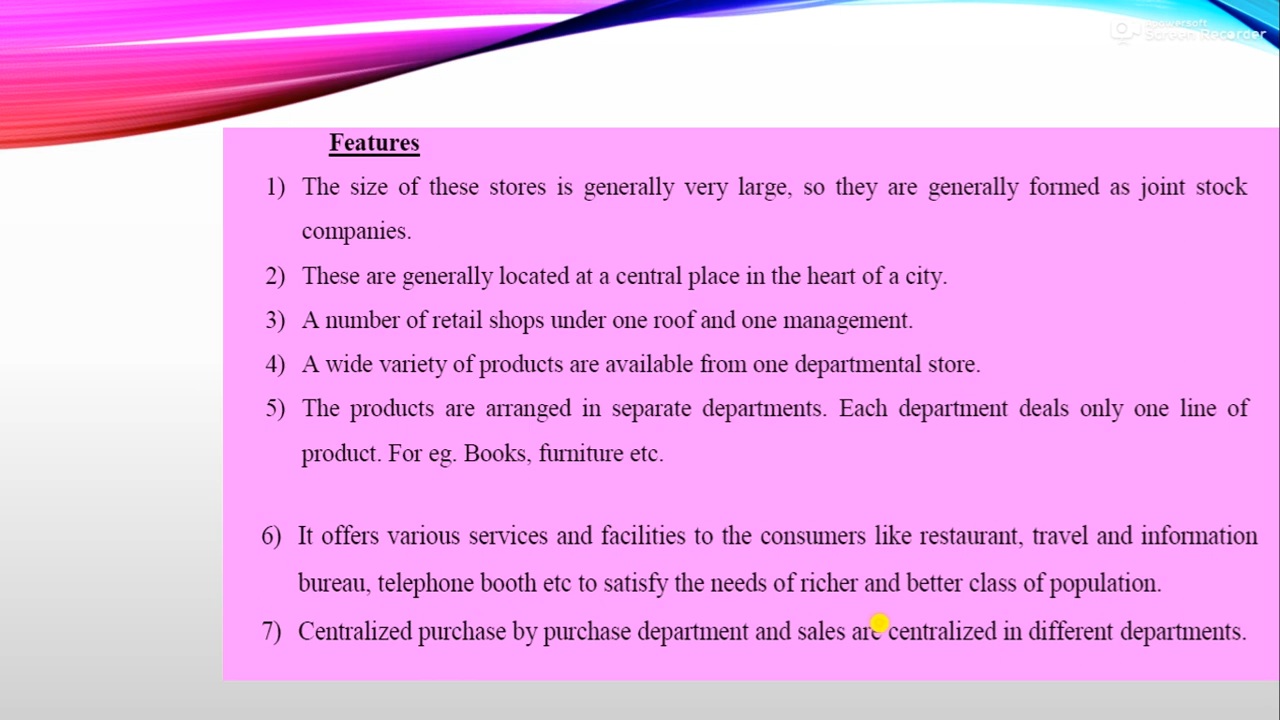 Screen Recorder
Features
1) The size of these stores is generally very large, so they are generally formed as joint stock
companies.
2) These are generally located at a central place in the heart of a city.
3) A number of retail shops under one roof and one management.
4) A wide variety of products are available from one departmental store.
5) The products are arranged in separate departments. Each department deals only one line of
product. For eg. Books, furniture etc.
6) It offers various services and facilities to the consumers like restaurant, travel and information
bureau, telephone booth etc to satisfy the needs of richer and better class of population.
7) Centralized purchase by purchase department and sales are centralized in different departments.